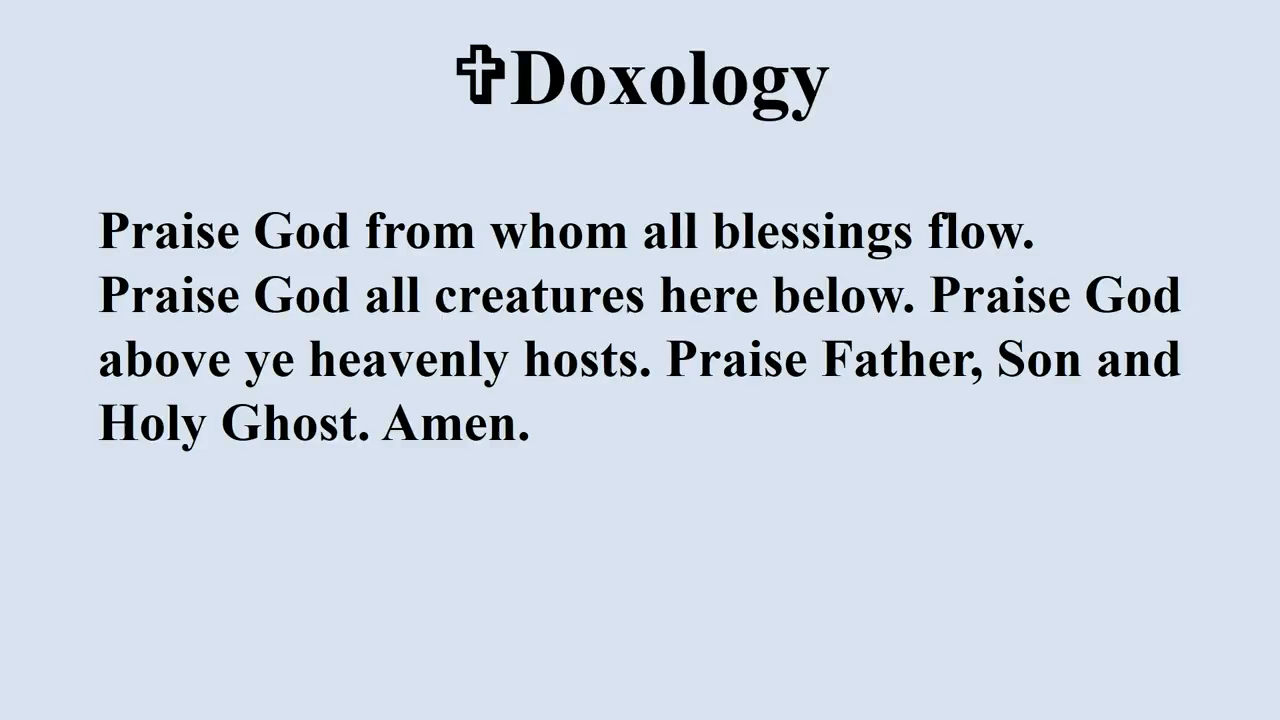 ✞Doxology
Praise God from whom all blessings flow.
Praise God all creatures here below. Praise God
above ye heavenly hosts. Praise Father, Son and
Holy Ghost. Amen.